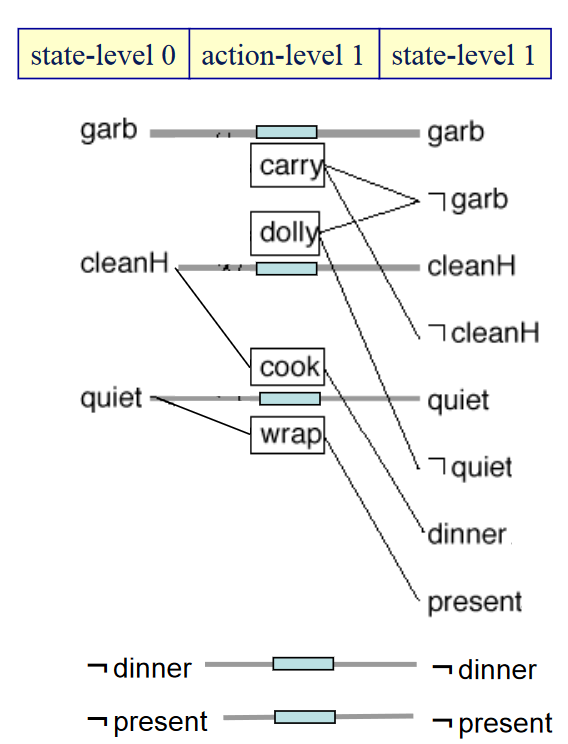 state-level 0 action-level 1 state-level 1
garb garb
carry
¬garb
dolly
cleanH cleanH
¬cleanH
cook
quiet quiet
wrap
¬quiet
dinner
present
¬ dinner ¬ dinner
¬ present ¬ present